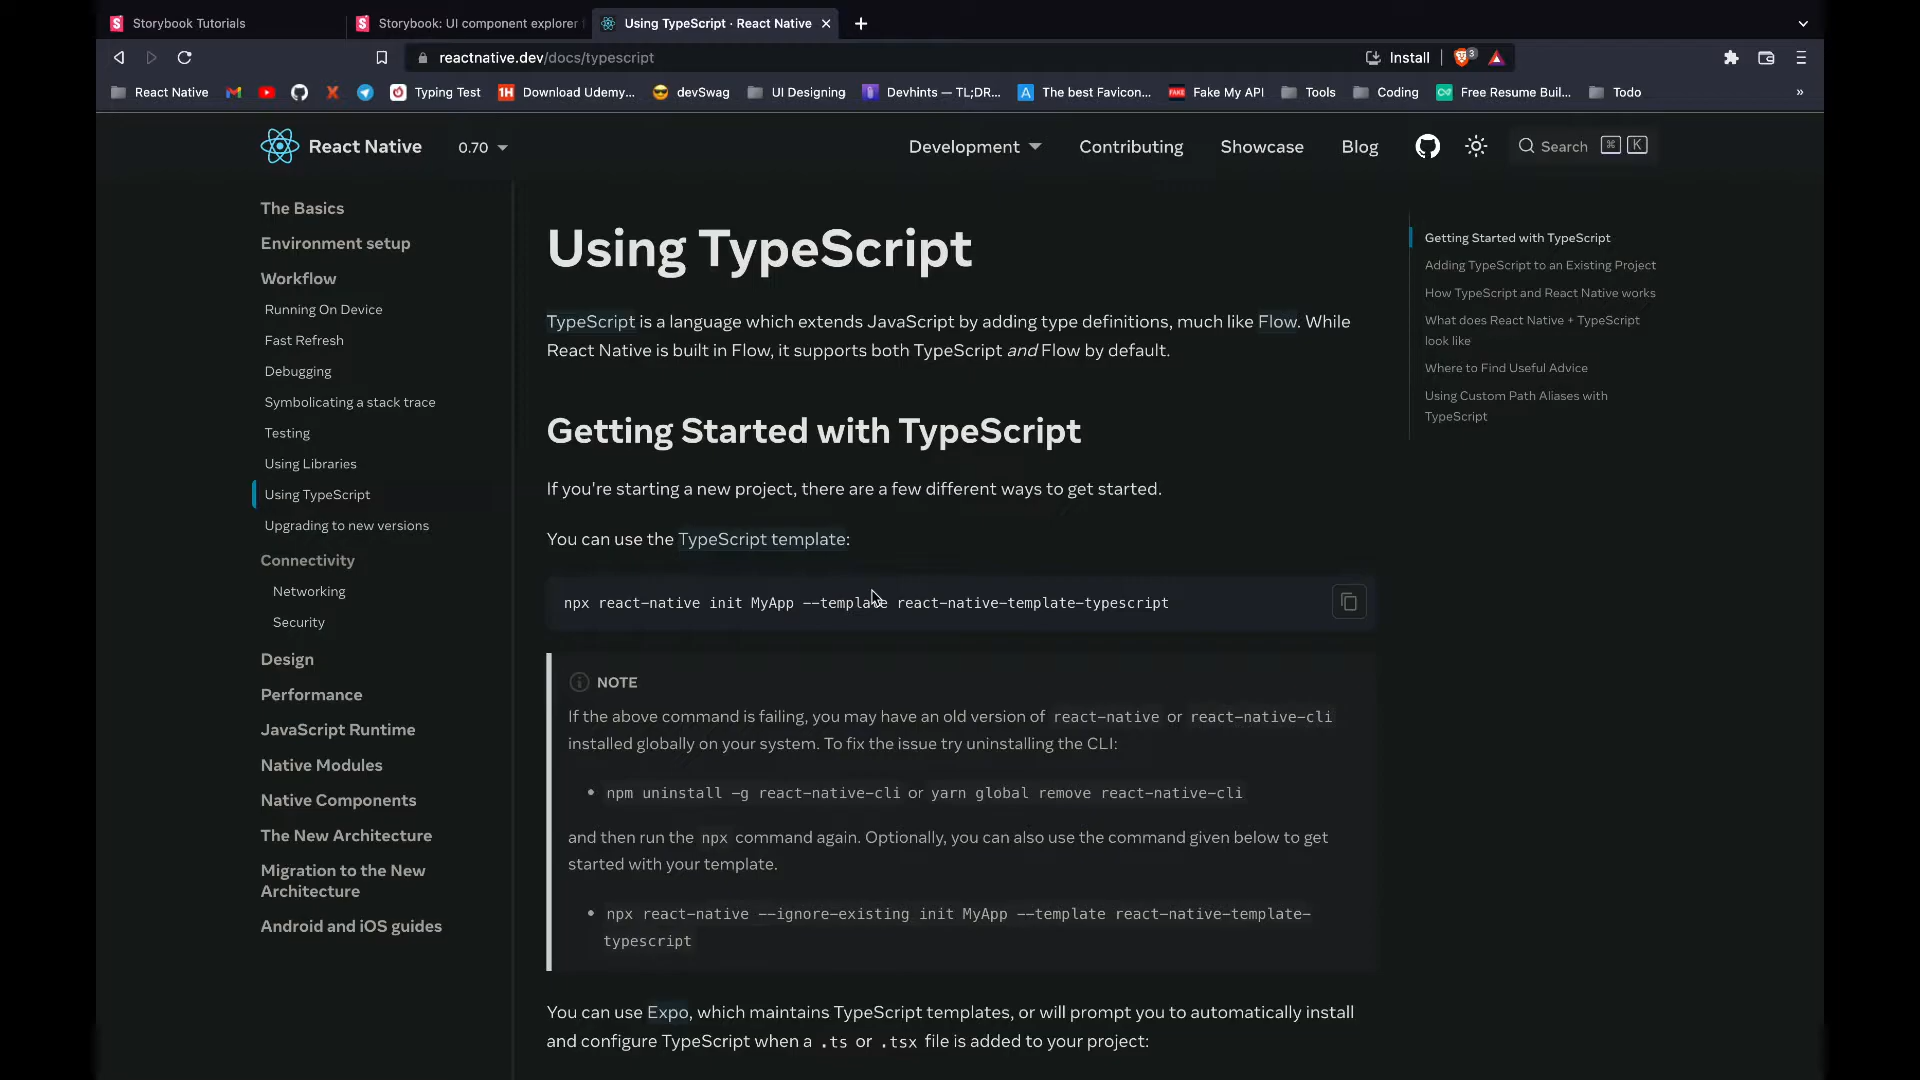 Storybook Tutorials
Storybook: UI component explorer
Using TypeScript · React Native
reactnative.dev/docs/typescript
Install
3
React Native
Typing Test
1H Download Udemy...
devSwag
UI Designing
Devhints — TL;DR...
A The best Favicon...
FAKE Fake My API
Tools
Coding
Free Resume Buil...
Todo
»
React Native
0.70
Development
Contributing
Showcase
Blog
Search
⌘ K
The Basics
Environment setup
Workflow
Running On Device
Fast Refresh
Debugging
Symbolicating a stack trace
Testing
Using Libraries
Using TypeScript
Upgrading to new versions
Connectivity
Networking
Security
Design
Performance
JavaScript Runtime
Native Modules
Native Components
The New Architecture
Migration to the New
Architecture
Android and iOS guides
Using TypeScript
TypeScript is a language which extends JavaScript by adding type definitions, much like Flow. While
React Native is built in Flow, it supports both TypeScript and Flow by default.
Getting Started with TypeScript
If you're starting a new project, there are a few different ways to get started.
You can use the TypeScript template:
npx react-native init MyApp --template react-native-template-typescript
NOTE
If the above command is failing, you may have an old version of react-native or react-native-cli
installed globally on your system. To fix the issue try uninstalling the CLI:
• npm uninstall -g react-native-cli or yarn global remove react-native-cli
and then run the npx command again. Optionally, you can also use the command given below to get
started with your template.
• npx react-native --ignore-existing init MyApp --template react-native-template-
typescript
You can use Expo, which maintains TypeScript templates, or will prompt you to automatically install
and configure TypeScript when a .ts or .tsx file is added to your project:
Getting Started with TypeScript
Adding TypeScript to an Existing Project
How TypeScript and React Native works
What does React Native + TypeScript
look like
Where to Find Useful Advice
Using Custom Path Aliases with
TypeScript